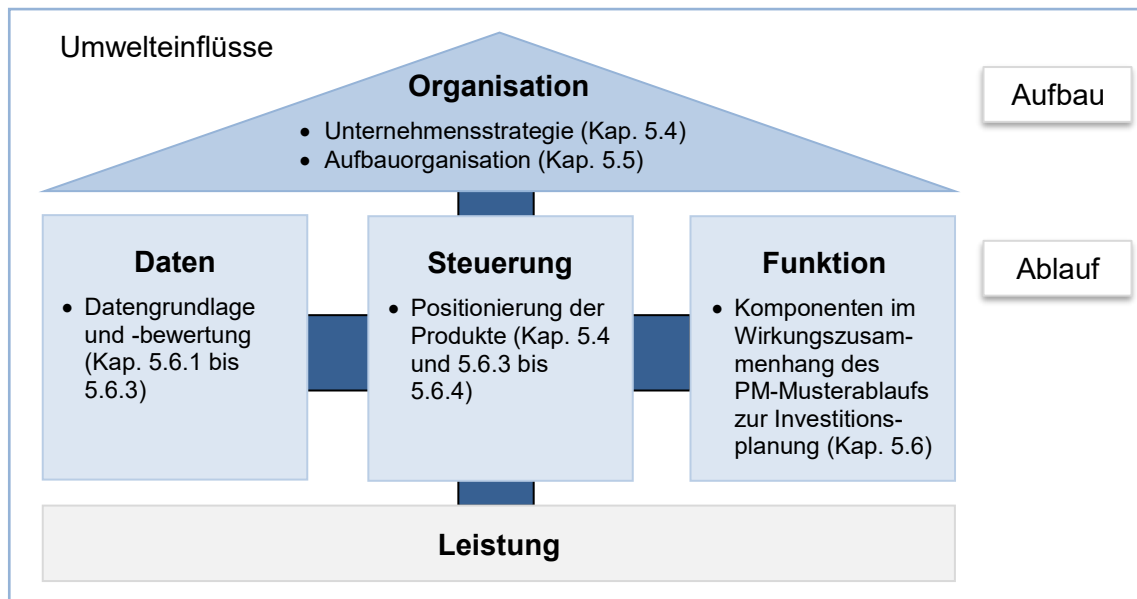 Umwelteinflüsse
Organisation
• Unternehmensstrategie (Kap. 5.4)
• Aufbauorganisation (Kap. 5.5)
Aufbau
Daten
• Datengrundlage
und -bewertung
(Kap. 5.6.1 bis
5.6.3)
Steuerung
• Positionierung der
Produkte (Kap. 5.4
und 5.6.3 bis
5.6.4)
Funktion
• Komponenten im
Wirkungszusam-
menhang des
PM-Musterablaufs
zur Investitions-
planung (Kap. 5.6)
Ablauf
Leistung